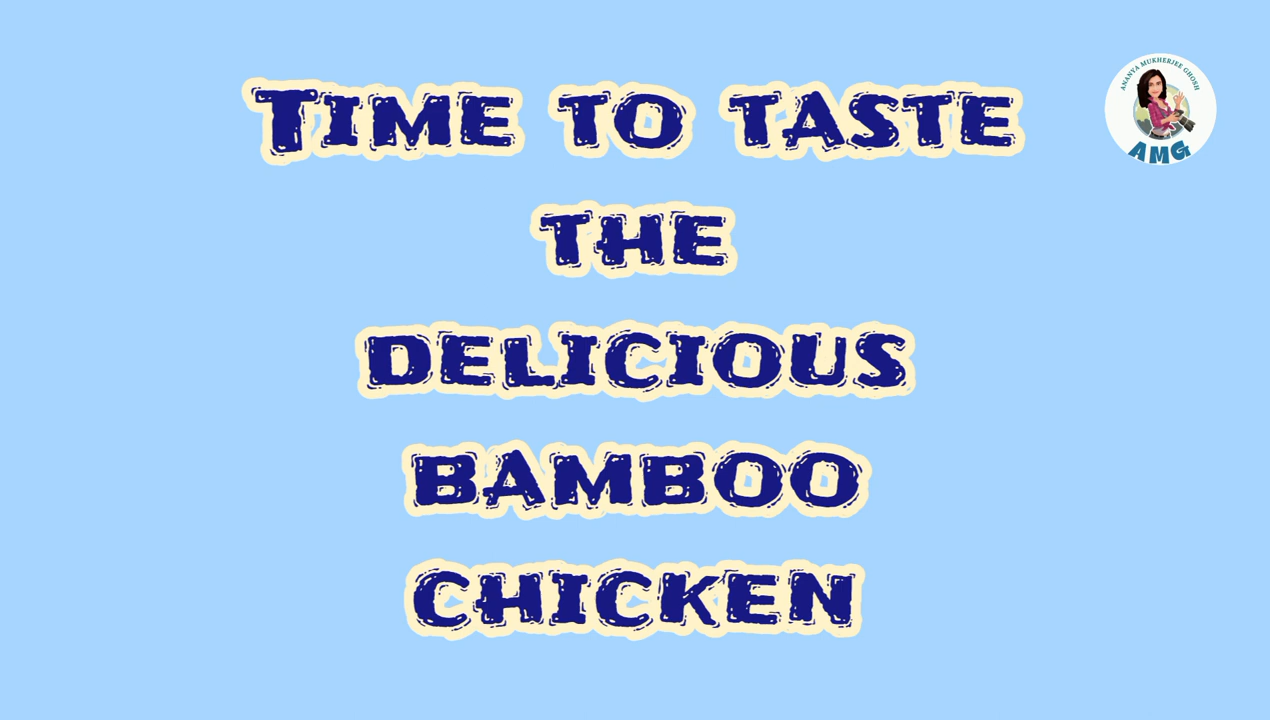 TIME TO TASTE
THE
DELICIOUS
BAMBOO
CHICKEN
ANANYA MUKHERJEE GHOSH
AMG